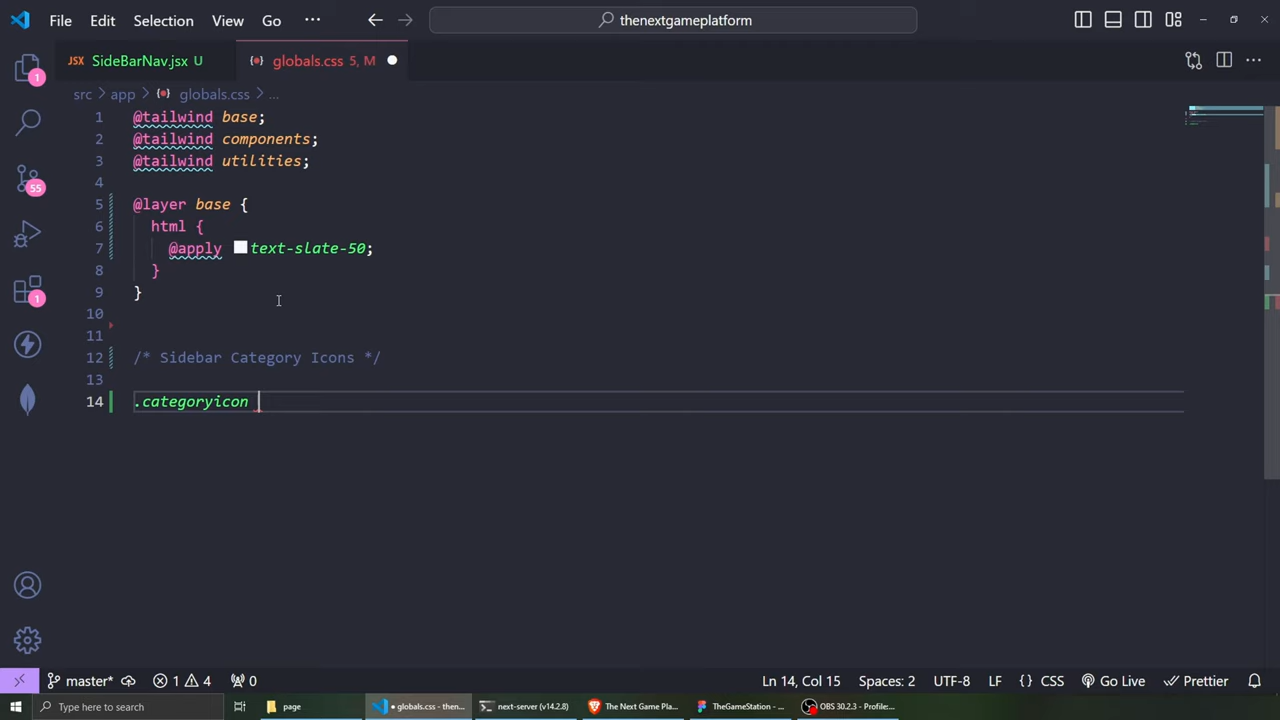 File Edit Selection View Go ··· thenextgameplatform
JSX SideBarNav.jsx U globals.css 5, M
src > app > globals.css > ...
1 @tailwind base;
2 @tailwind components;
3 @tailwind utilities;
4
5 @layer base {
6 html {
7 @apply text-slate-50;
8 }
9 }
10
11
12 /* Sidebar Category Icons */
13
14 .categoryicon
1
55
1
master* 1 4 0 Ln 14, Col 15 Spaces: 2 UTF-8 LF {} CSS Go Live Prettier
Type here to search page ● globals.css - then... next-server (v14.2.8) The Next Game Pla... TheGameStation - ... OBS 30.2.3 - Profile:...